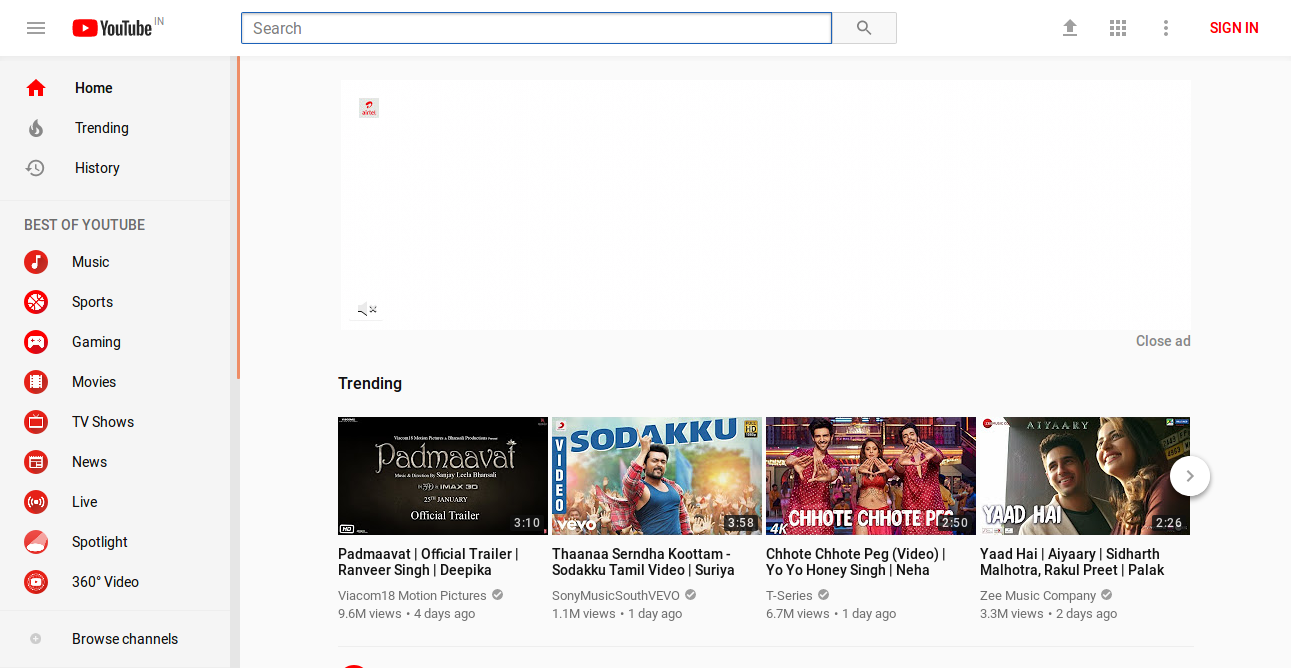 YouTube IN
Search
SIGN IN
Home
Trending
History
BEST OF YOUTUBE
Music
Sports
Gaming
Movies
TV Shows
News
Live
Spotlight
360° Video
Browse channels
airtel
Close ad
Trending
Viacom18 Motion Pictures & Bhansali Productions Present
Padmaavat
Music & Direction by Sanjay Leela Bhansali
IMAX 3D
25TH JANUARY
Official Trailer
HD
3:10
VIDEO
SODAKKU
FULL HD
vevo
3:58
CHHOTE CHHOTE PEG
4K
2:50
AIYAARY
YAAD HAI
2:26
Padmaavat | Official Trailer |
Ranveer Singh | Deepika
Viacom18 Motion Pictures
9.6M views • 4 days ago
Thaanaa Serndha Koottam -
Sodakku Tamil Video | Suriya
SonyMusicSouthVEVO
1.1M views • 1 day ago
Chhote Chhote Peg (Video) |
Yo Yo Honey Singh | Neha
T-Series
6.7M views • 1 day ago
Yaad Hai | Aiyaary | Sidharth
Malhotra, Rakul Preet | Palak
Zee Music Company
3.3M views • 2 days ago